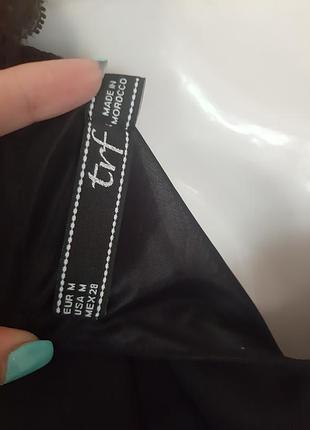 MADE IN
MOROCCO
trf
EUR M
USA M
MEX 28